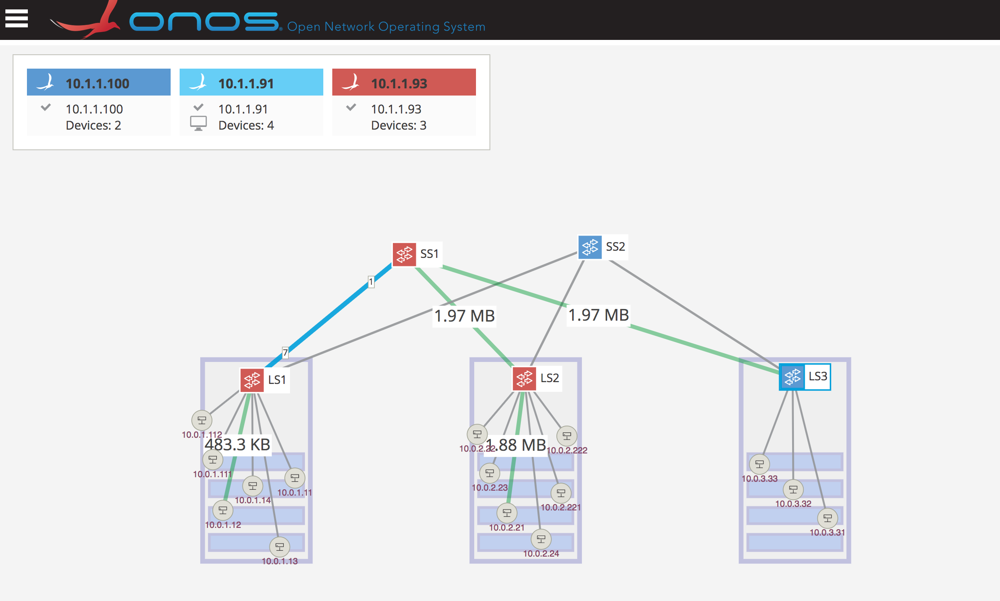 onos® Open Network Operating System
10.1.1.100
10.1.1.91
10.1.1.93
10.1.1.100
Devices: 2
10.1.1.91
Devices: 4
10.1.1.93
Devices: 3
SS1
SS2
1
1.97 MB
1.97 MB
7
LS1
LS2
LS3
10.0.1.112
483.3 KB
10.0.1.111
10.0.1.14
10.0.1.11
10.0.1.12
10.0.1.13
10.0.2.22
1.88 MB
10.0.2.222
10.0.2.23
10.0.2.221
10.0.2.21
10.0.2.24
10.0.3.33
10.0.3.32
10.0.3.31